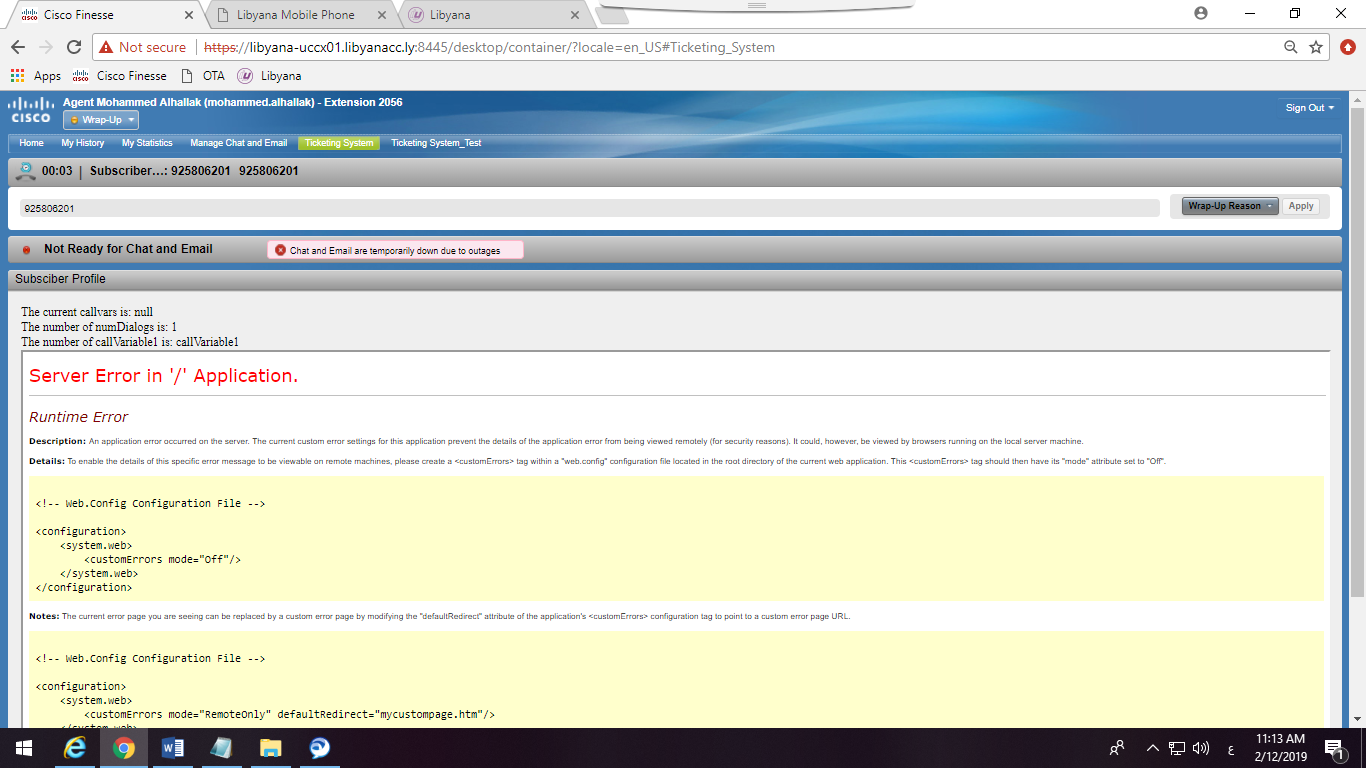 Cisco Finesse
Libyana Mobile Phone
Libyana
Not secure
https://libyana-uccx01.libyanacc.ly:8445/desktop/container/?locale=en_US#Ticketing_System
Apps
Cisco Finesse
OTA
Libyana
CISCO
Agent Mohammed Alhallak (mohammed.alhallak) - Extension 2056
Wrap-Up
Sign Out
Home My History My Statistics Manage Chat and Email Ticketing System Ticketing System_Test
00:03 | Subscriber...: 925806201 925806201
925806201
Wrap-Up Reason
Apply
Not Ready for Chat and Email
Chat and Email are temporarily down due to outages
Subsciber Profile
The current callvars is: null
The number of numDialogs is: 1
The number of callVariable1 is: callVariable1
Server Error in '/' Application.
Runtime Error
Description: An application error occurred on the server. The current custom error settings for this application prevent the details of the application error from being viewed remotely (for security reasons). It could, however, be viewed by browsers running on the local server machine.
Details: To enable the details of this specific error message to be viewable on remote machines, please create a <customErrors> tag within a "web.config" configuration file located in the root directory of the current web application. This <customErrors> tag should then have its "mode" attribute set to "Off".
<!-- Web.Config Configuration File -->
<configuration>
<system.web>
<customErrors mode="Off"/>
</system.web>
</configuration>
Notes: The current error page you are seeing can be replaced by a custom error page by modifying the "defaultRedirect" attribute of the application's <customErrors> configuration tag to point to a custom error page URL.
<!-- Web.Config Configuration File -->
<configuration>
<system.web>
<customErrors mode="RemoteOnly" defaultRedirect="mycustompage.htm"/>
</system.web>
ع
11:13 AM
2/12/2019
1